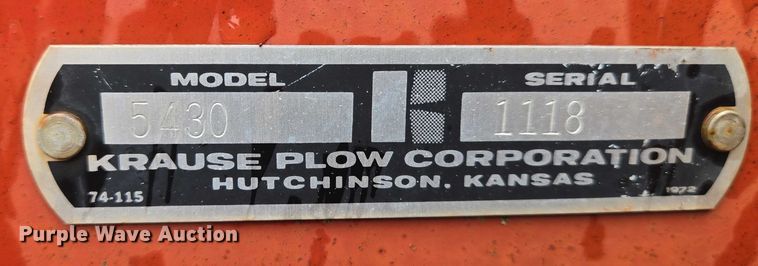 MODEL SERIAL
5430 1118
KRAUSE PLOW CORPORATION
HUTCHINSON, KANSAS
74-115 1972
Purple Wave Auction